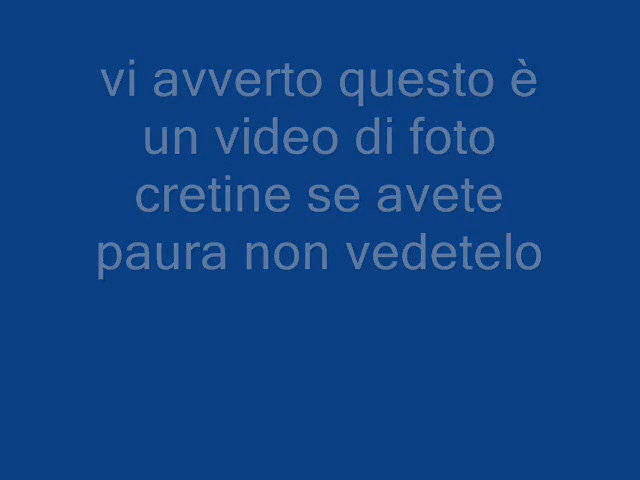 vi avverto questo è
un video di foto
cretine se avete
paura non vedetelo